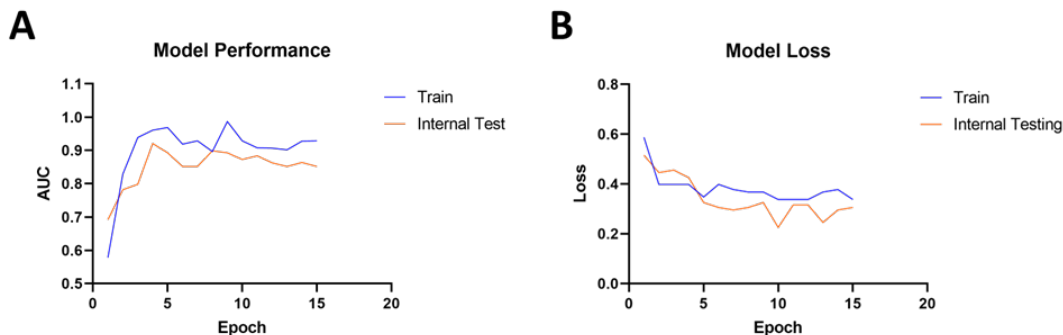 A
Model Performance
1.1
1.0
0.9
0.8
0.7
0.6
0.5
AUC
0
5
10
15
20
Epoch
Train
Internal Test
B
Model Loss
0.8
0.6
0.4
0.2
0.0
Loss
0
5
10
15
20
Epoch
Train
Internal Testing